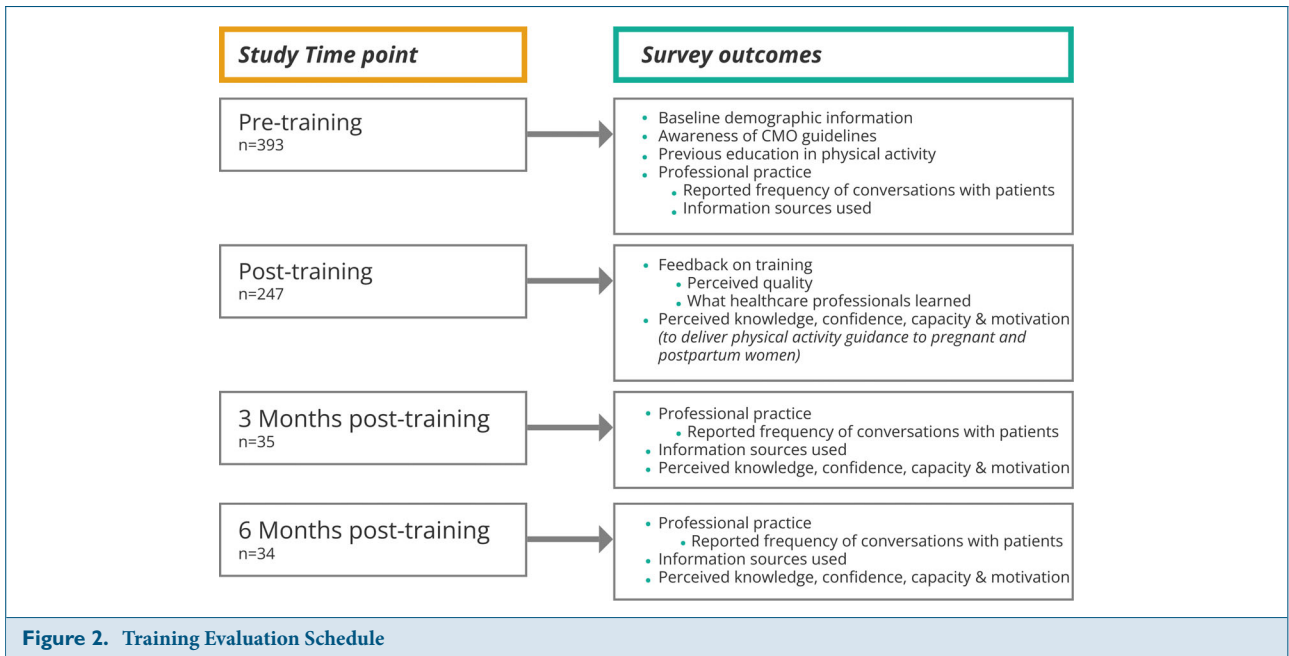 Study Time point
Survey outcomes
Pre-training
n=393
• Baseline demographic information
• Awareness of CMO guidelines
• Previous education in physical activity
• Professional practice
• Reported frequency of conversations with patients
• Information sources used
Post-training
n=247
• Feedback on training
• Perceived quality
• What healthcare professionals learned
• Perceived knowledge, confidence, capacity & motivation
(to deliver physical activity guidance to pregnant and
postpartum women)
3 Months post-training
n=35
• Professional practice
• Reported frequency of conversations with patients
• Information sources used
• Perceived knowledge, confidence, capacity & motivation
6 Months post-training
n=34
• Professional practice
• Reported frequency of conversations with patients
• Information sources used
• Perceived knowledge, confidence, capacity & motivation
Figure 2. Training Evaluation Schedule